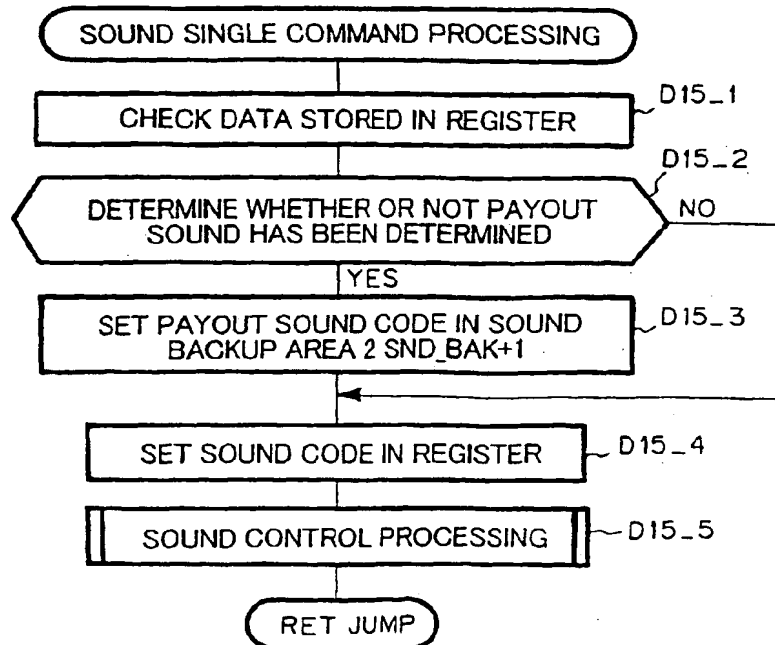 SOUND SINGLE COMMAND PROCESSING
D15_1
CHECK DATA STORED IN REGISTER
D15_2
DETERMINE WHETHER OR NOT PAYOUT
SOUND HAS BEEN DETERMINED
NO
YES
SET PAYOUT SOUND CODE IN SOUND
BACKUP AREA 2 SND_BAK+1
D15_3
SET SOUND CODE IN REGISTER
D15_4
SOUND CONTROL PROCESSING
D15_5
RET JUMP